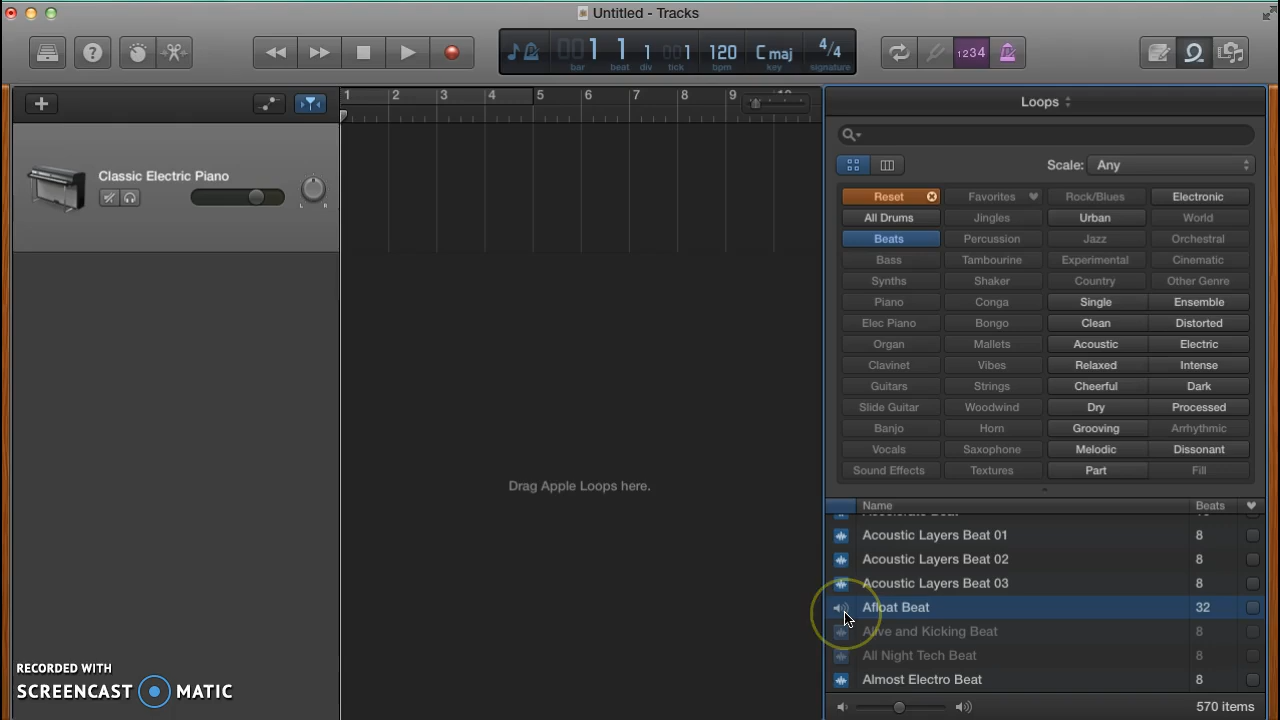 Untitled - Tracks
1 1 1 1 120 C maj 4/4
bar beat div tick bpm key signature
1234
1 2 3 4 5 6 7 8 9
Classic Electric Piano
L R
Drag Apple Loops here.
RECORDED WITH
SCREENCAST MATIC
Loops
Scale: Any
Reset Favorites Rock/Blues Electronic
All Drums Jingles Urban World
Beats Percussion Jazz Orchestral
Bass Tambourine Experimental Cinematic
Synths Shaker Country Other Genre
Piano Conga Single Ensemble
Elec Piano Bongo Clean Distorted
Organ Mallets Acoustic Electric
Clavinet Vibes Relaxed Intense
Guitars Strings Cheerful Dark
Slide Guitar Woodwind Dry Processed
Banjo Horn Grooving Arrhythmic
Vocals Saxophone Melodic Dissonant
Sound Effects Textures Part Fill
Name Beats
Acoustic Layers Beat 01 8
Acoustic Layers Beat 02 8
Acoustic Layers Beat 03 8
Afloat Beat 32
Alive and Kicking Beat 8
All Night Tech Beat 8
Almost Electro Beat 8
570 items